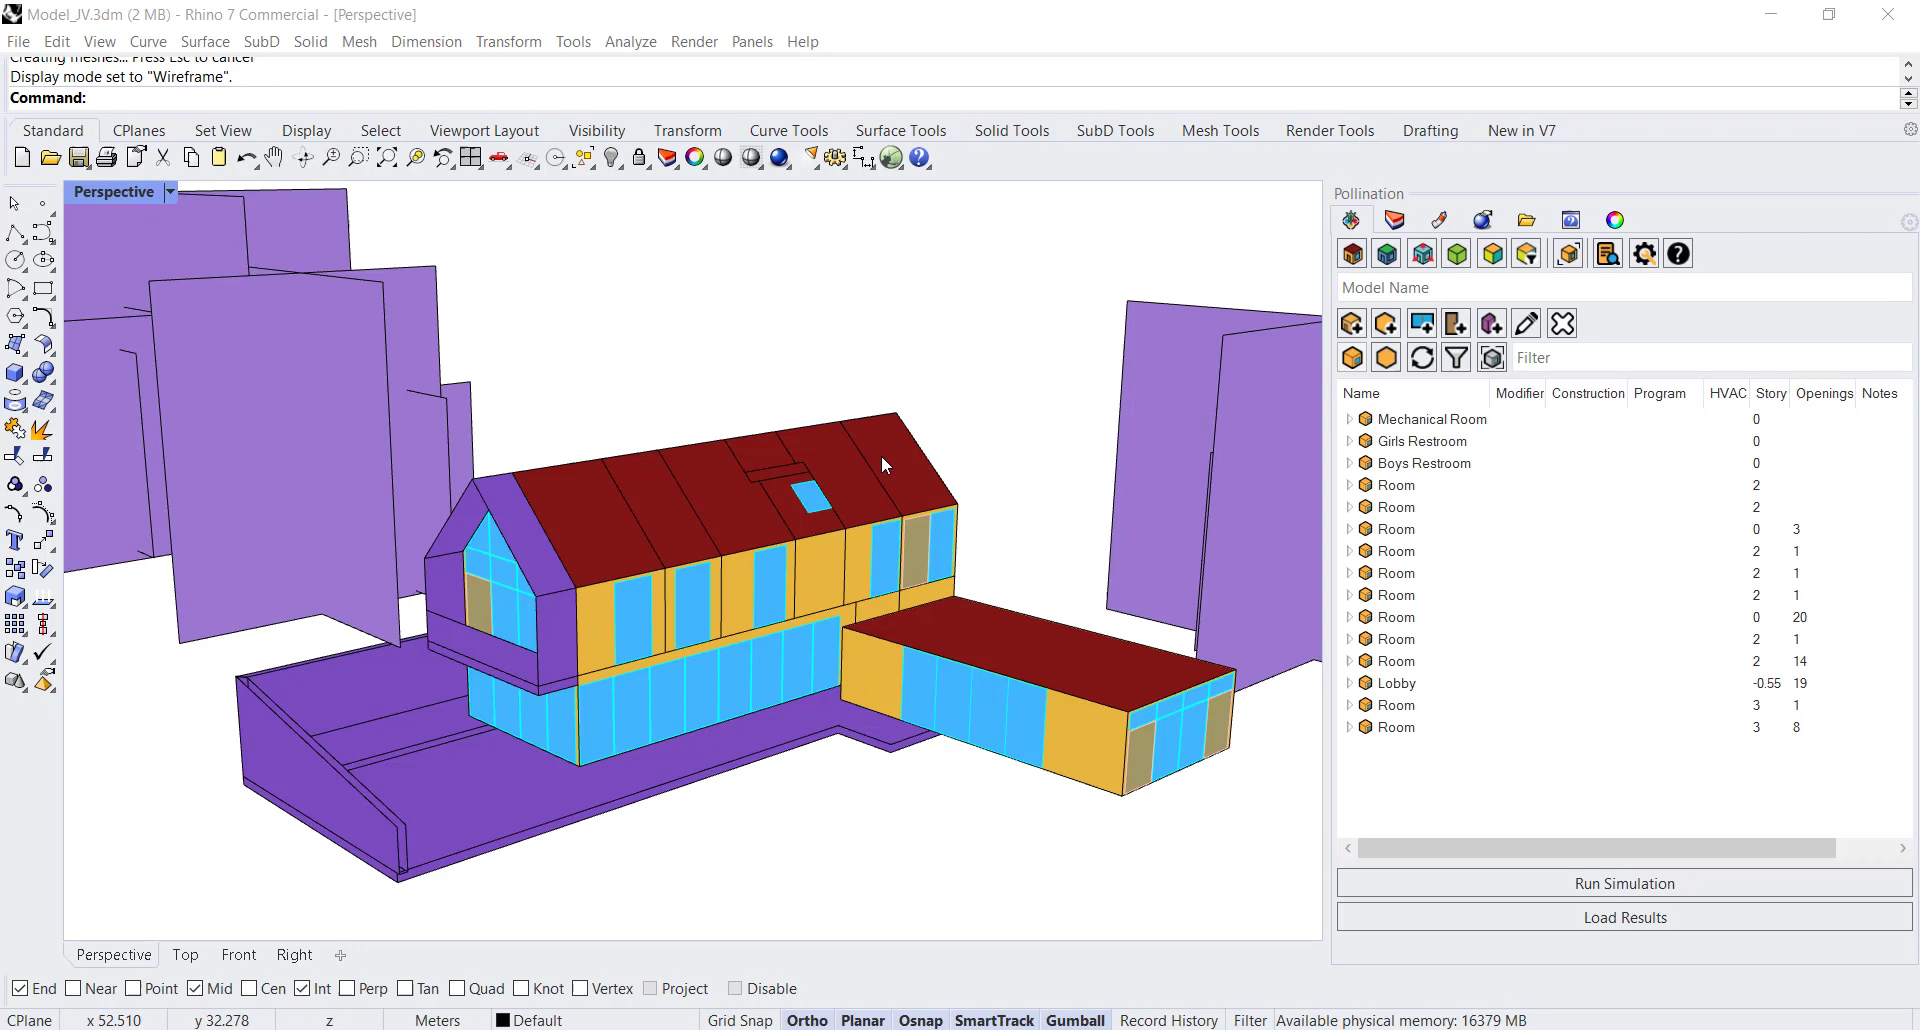 Model_JV.3dm (2 MB) - Rhino 7 Commercial - [Perspective]
File Edit View Curve Surface SubD Solid Mesh Dimension Transform Tools Analyze Render Panels Help
Creating meshes... Press Esc to cancel
Display mode set to "Wireframe".
Command:
Standard CPlanes Set View Display Select Viewport Layout Visibility Transform Curve Tools Surface Tools Solid Tools SubD Tools Mesh Tools Render Tools Drafting New in V7
Perspective
Pollination
Model Name
Filter
Name Modifier Construction Program HVAC Story Openings Notes
Mechanical Room 0
Girls Restroom 0
Boys Restroom 0
Room 2
Room 2
Room 0 3
Room 2 1
Room 2 1
Room 2 1
Room 0 20
Room 2 1
Room 2 14
Lobby -0.55 19
Room 3 1
Room 3 8
Run Simulation
Load Results
Perspective Top Front Right
End Near Point Mid Cen Int Perp Tan Quad Knot Vertex Project Disable
CPlane x 52.510 y 32.278 z Meters Default Grid Snap Ortho Planar Osnap SmartTrack Gumball Record History Filter Available physical memory: 16379 MB